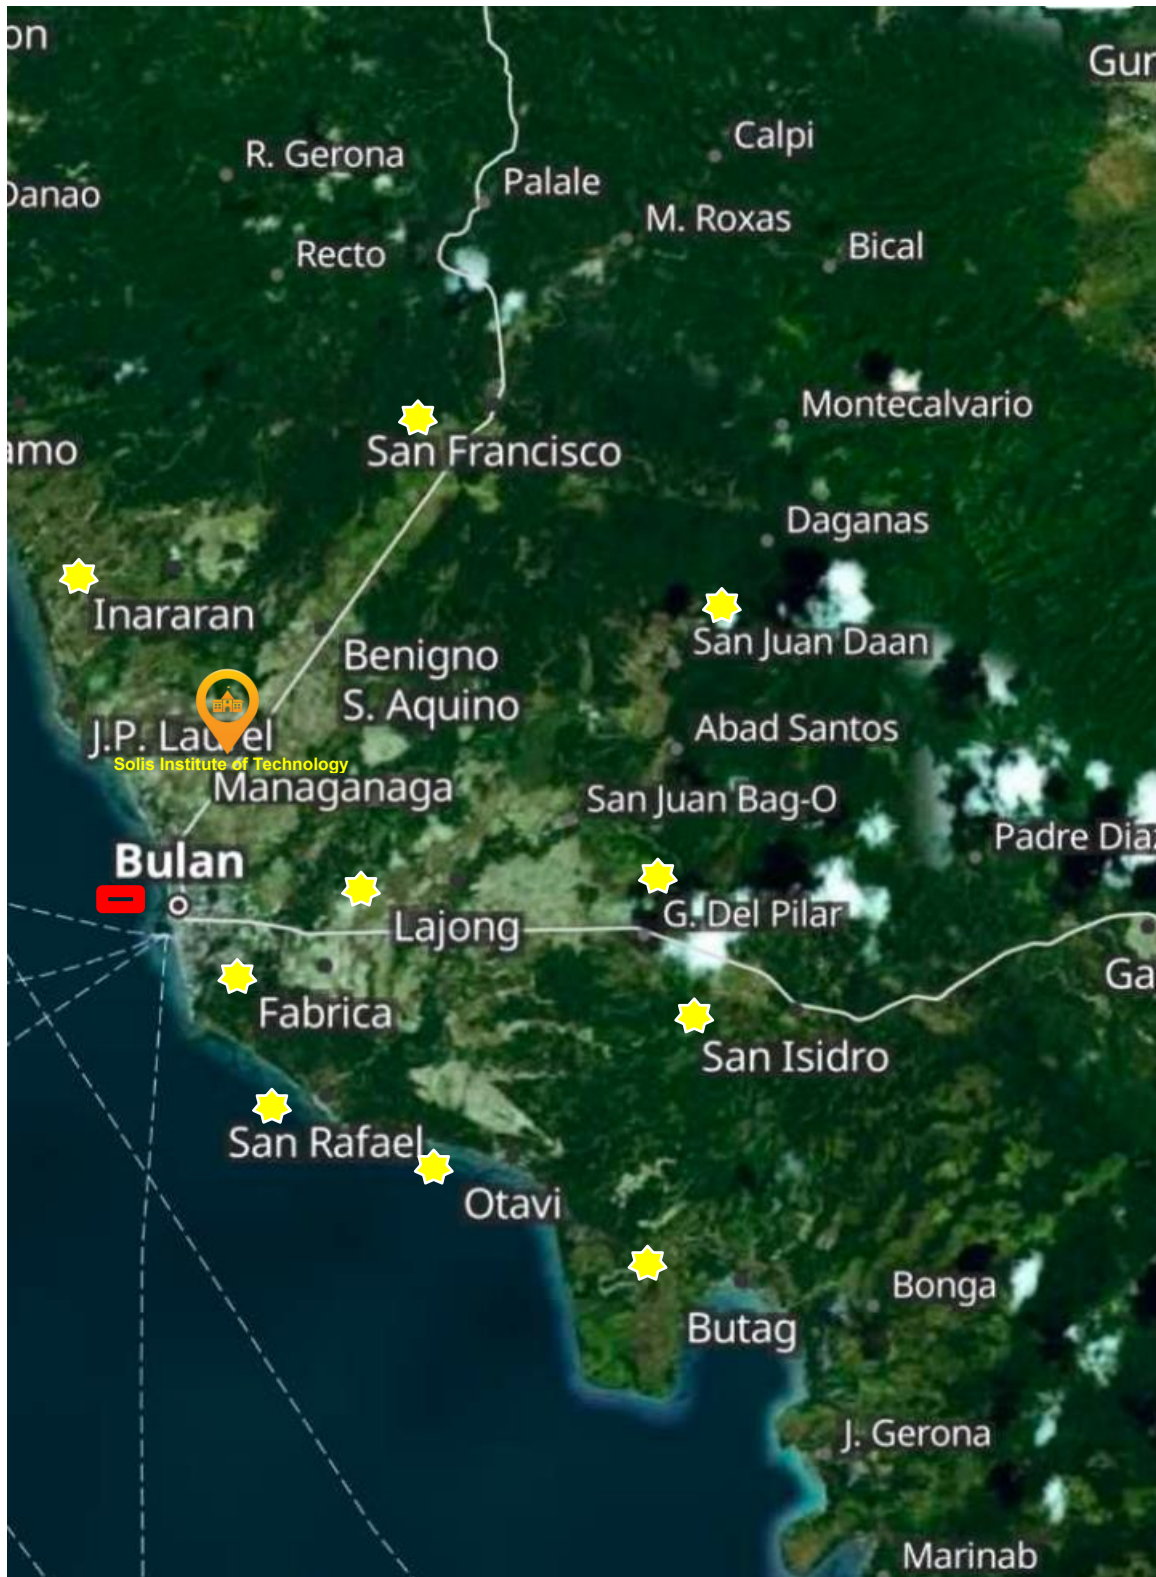 on
Gur
Calpi
R. Gerona
Palale
Danao
M. Roxas
Bical
Recto
Montecalvario
San Francisco
amo
Daganas
Inararan
San Juan Daan
Benigno
S. Aquino
Abad Santos
J.P. Laurel
Solis Institute of Technology
Managanaga
San Juan Bag-O
Padre Diaz
Bulan
G. Del Pilar
Lajong
Ga
Fabrica
San Isidro
San Rafael
Otavi
Bonga
Butag
J. Gerona
Marinab